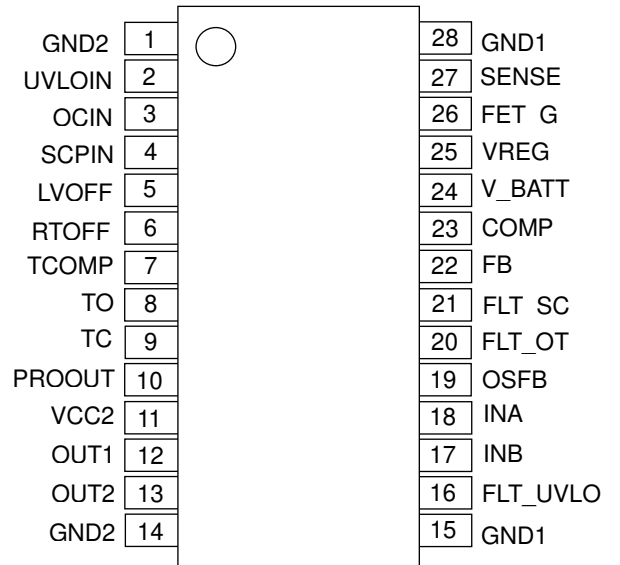 GND2 1 28 GND1
UVLOIN 2 27 SENSE
OCIN 3 26 FET G
SCPIN 4 25 VREG
LVOFF 5 24 V_BATT
RTOFF 6 23 COMP
TCOMP 7 22 FB
TO 8 21 FLT SC
TC 9 20 FLT_OT
PROOUT 10 19 OSFB
VCC2 11 18 INA
OUT1 12 17 INB
OUT2 13 16 FLT_UVLO
GND2 14 15 GND1